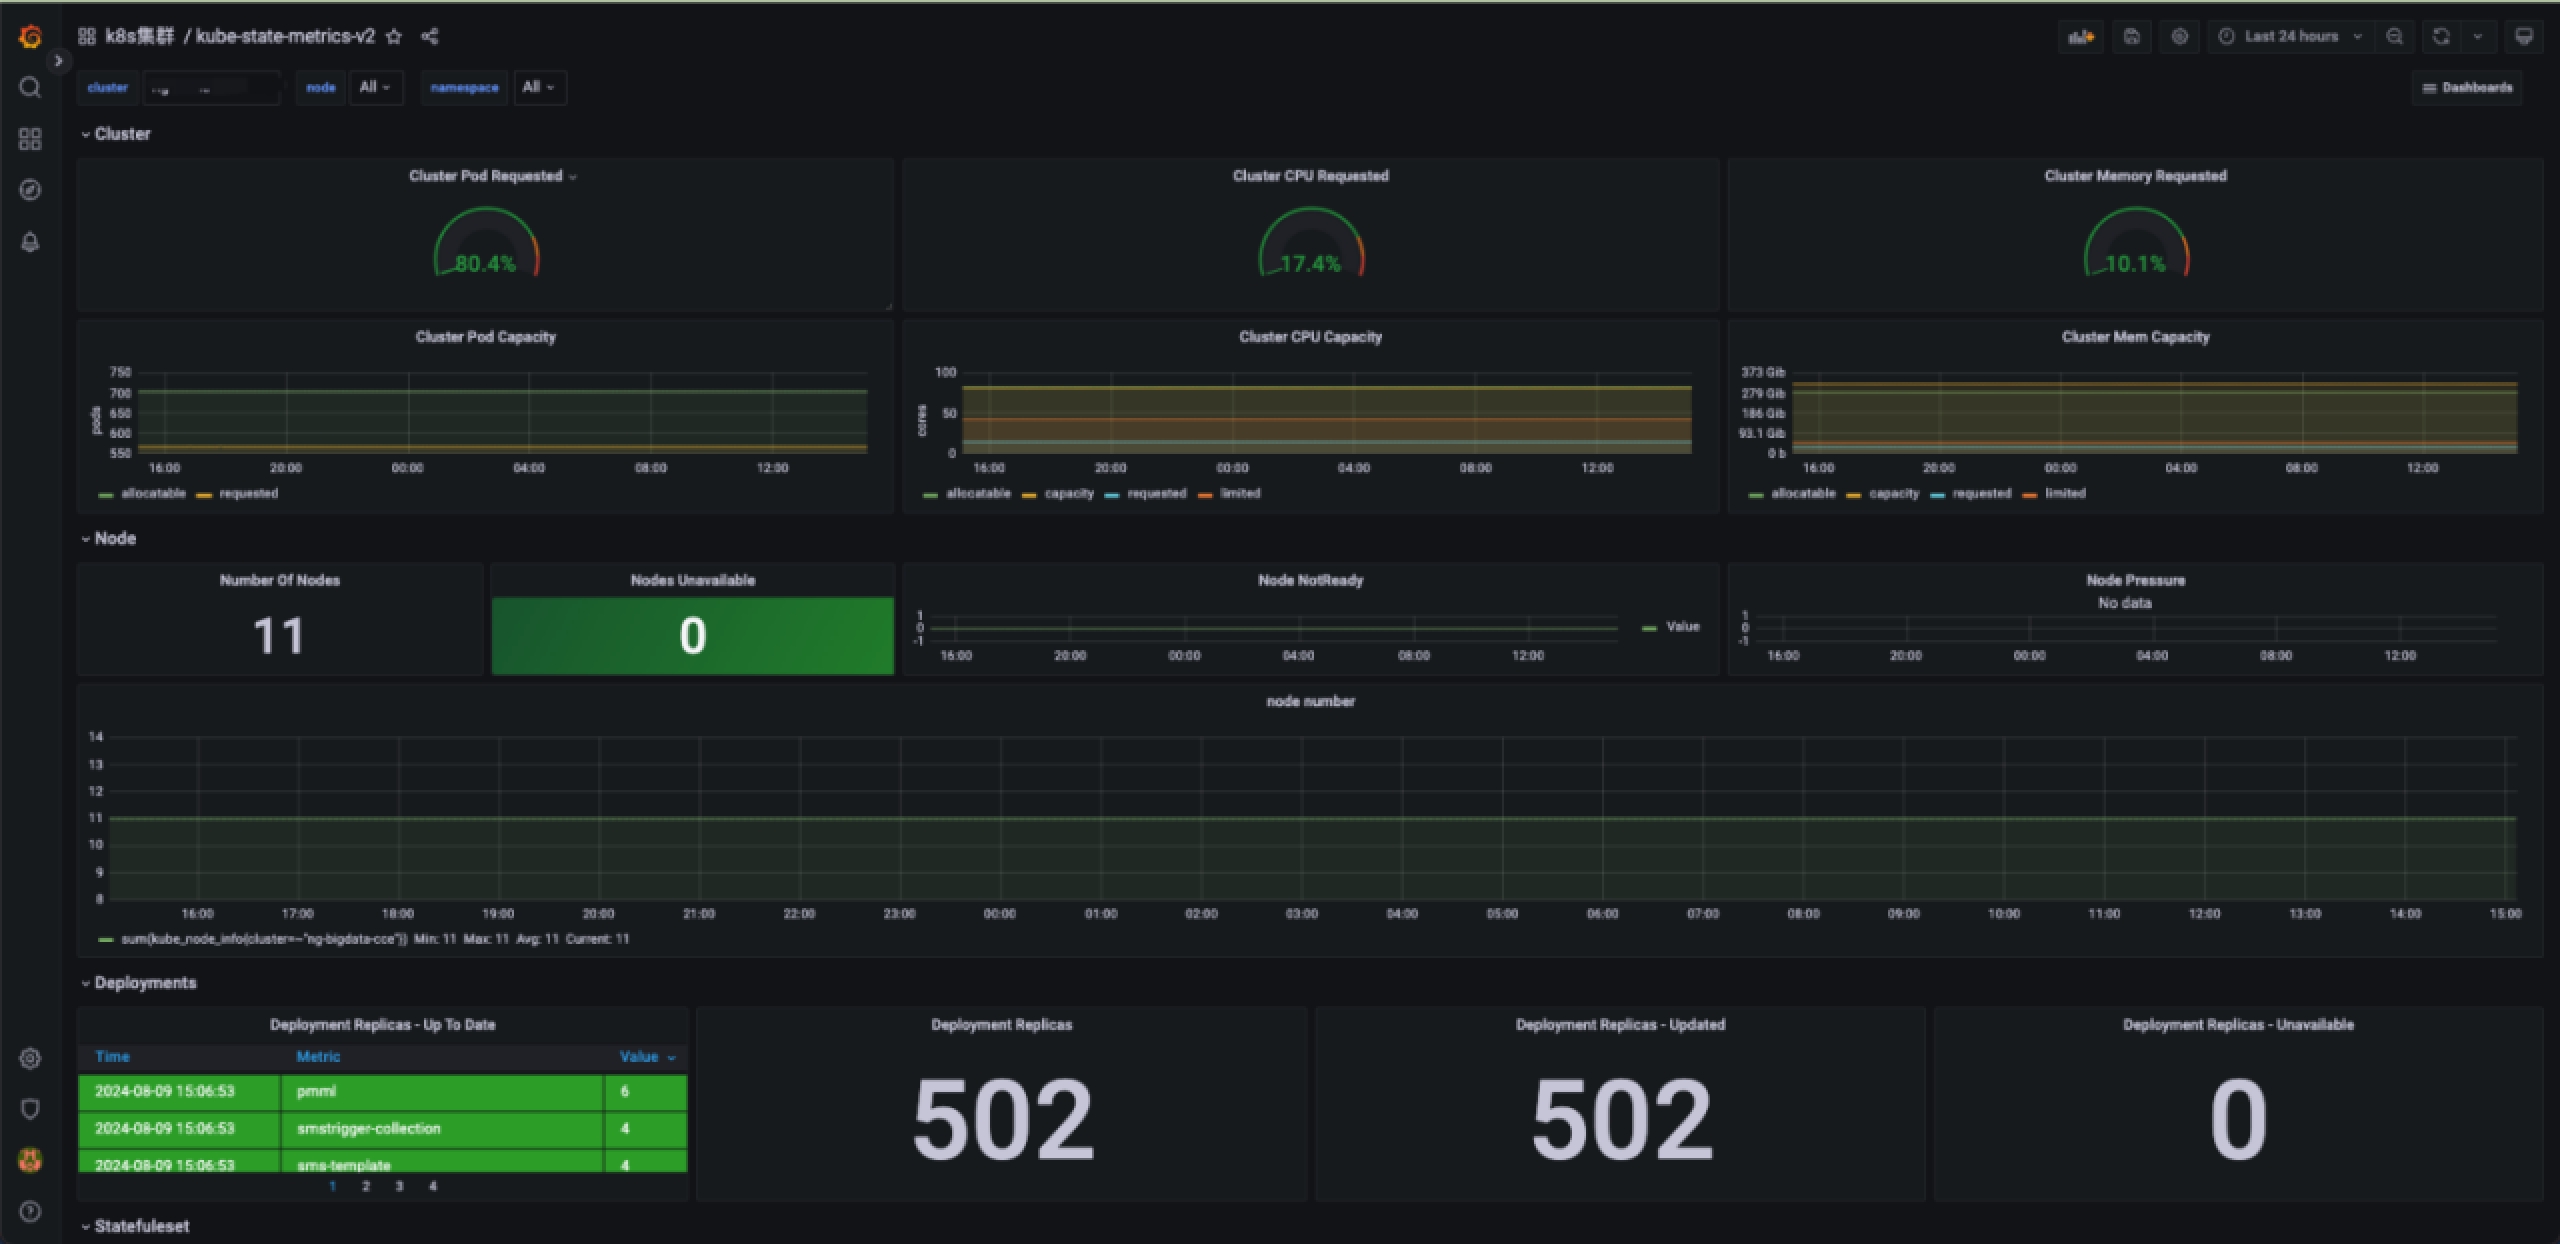 k8s集群 / kube-state-metrics-v2
Last 24 hours
cluster
node All
namespace All
Dashboards
Cluster
Cluster Pod Requested
80.4%
Cluster CPU Requested
17.4%
Cluster Memory Requested
10.1%
Cluster Pod Capacity
pods
750
700
650
600
550
16:00 20:00 00:00 04:00 08:00 12:00
allocatable requested
Cluster CPU Capacity
cores
100
50
0
16:00 20:00 00:00 04:00 08:00 12:00
allocatable capacity requested limited
Cluster Mem Capacity
373 Gib
279 Gib
186 Gib
93.1 Gib
0 b
16:00 20:00 00:00 04:00 08:00 12:00
allocatable capacity requested limited
Node
Number Of Nodes
11
Nodes Unavailable
0
Node NotReady
1
0
-1
16:00 20:00 00:00 04:00 08:00 12:00
Value
Node Pressure
No data
1
0
-1
16:00 20:00 00:00 04:00 08:00 12:00
node number
14
13
12
11
10
9
8
16:00 17:00 18:00 19:00 20:00 21:00 22:00 23:00 00:00 01:00 02:00 03:00 04:00 05:00 06:00 07:00 08:00 09:00 10:00 11:00 12:00 13:00 14:00 15:00
sum(kube_node_info{cluster=~"ng-bigdata-cce"}) Min: 11 Max: 11 Avg: 11 Current: 11
Deployments
Deployment Replicas - Up To Date
Time Metric Value
2024-08-09 15:06:53 pmml 6
2024-08-09 15:06:53 smstrigger-collection 4
2024-08-09 15:06:53 sms-template 4
1 2 3 4
Deployment Replicas
502
Deployment Replicas - Updated
502
Deployment Replicas - Unavailable
0
Statefuleset